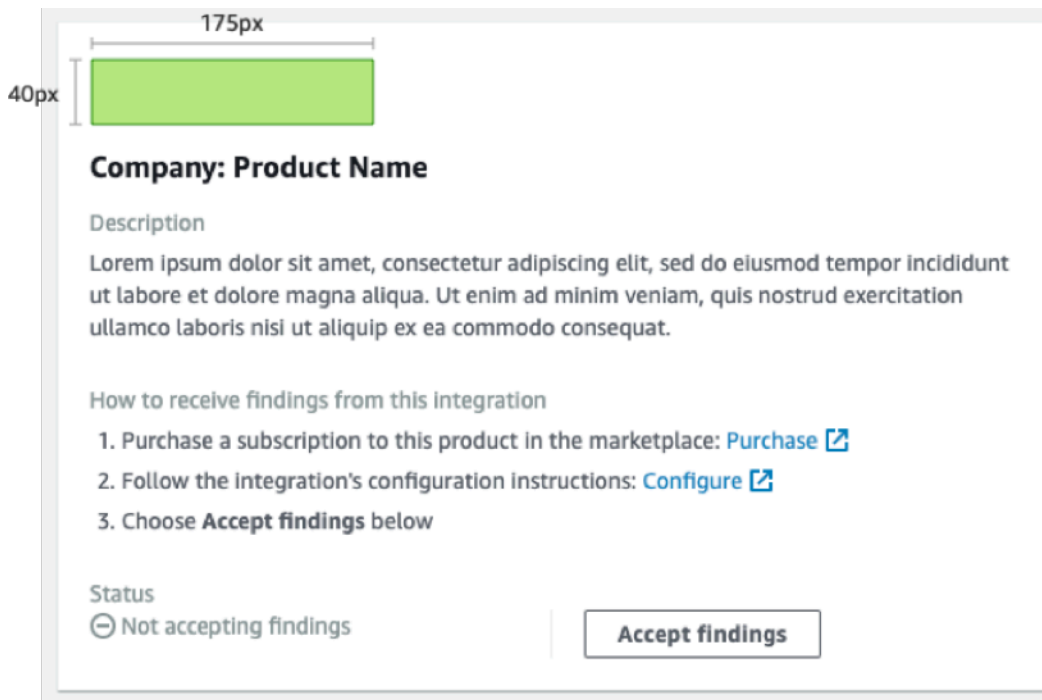 175px
40px
Company: Product Name
Description
Lorem ipsum dolor sit amet, consectetur adipiscing elit, sed do eiusmod tempor incididunt
ut labore et dolore magna aliqua. Ut enim ad minim veniam, quis nostrud exercitation
ullamco laboris nisi ut aliquip ex ea commodo consequat.
How to receive findings from this integration
1. Purchase a subscription to this product in the marketplace: Purchase
2. Follow the integration's configuration instructions: Configure
3. Choose Accept findings below
Status
Not accepting findings
Accept findings